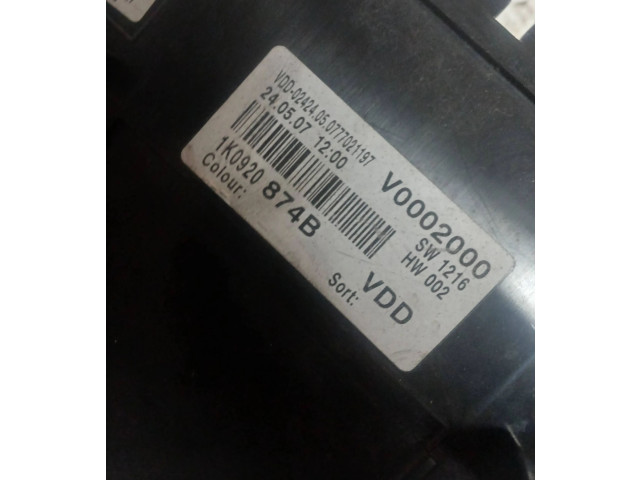 VDD-02424.05.0777021197
24.05.07 12:00 V0002000
SW 1216
1K0920 874B HW 002
Colour: Sort: VDD